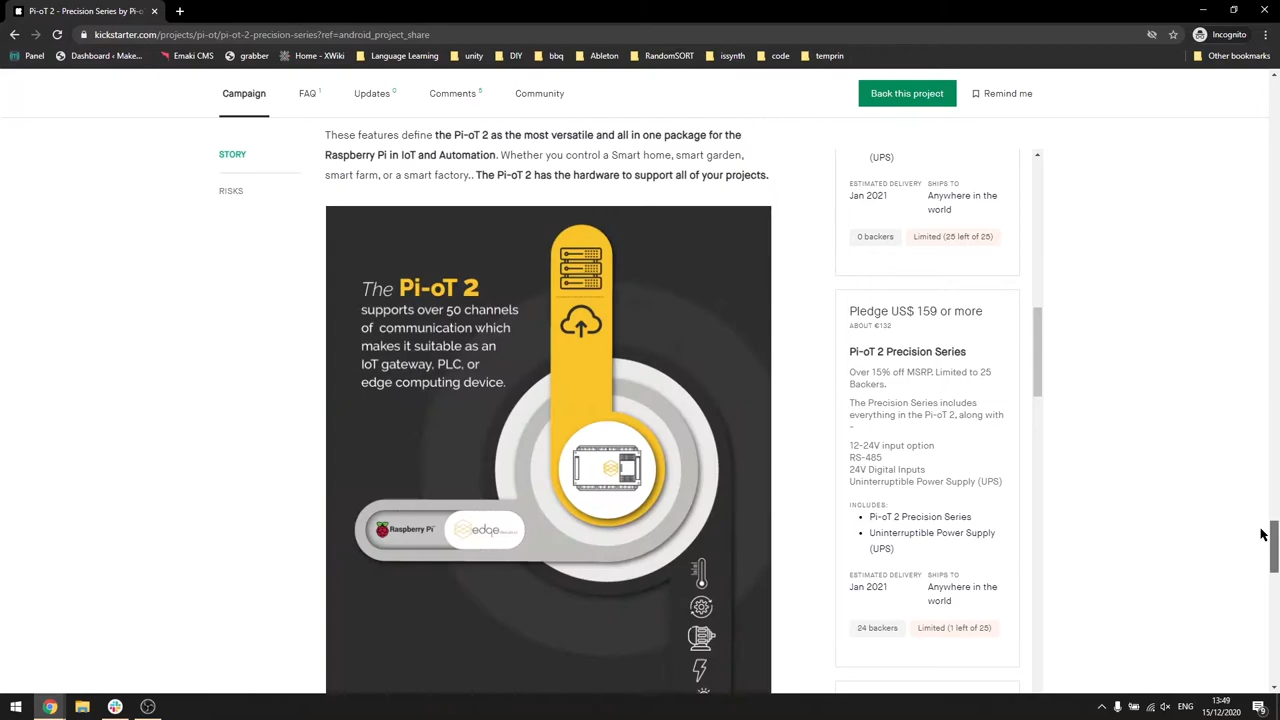 Pi-oT 2 - Precision Series by Pi-o
kickstarter.com/projects/pi-ot/pi-ot-2-precision-series?ref=android_project_share
Incognito
Panel
Dashboard < Make...
Emaki CMS
grabber
Language Learning
unity
DIY
bbq
Ableton
RandomSORT
issynth
code
temprin
Other bookmarks
Campaign
FAQ 1
Updates 0
Comments 5
Community
Back this project
Remind me
STORY
RISKS
These features define the Pi-oT 2 as the most versatile and all in one package for the
Raspberry Pi in IoT and Automation. Whether you control a Smart home, smart garden,
smart farm, or a smart factory.. The Pi-oT 2 has the hardware to support all of your projects.
The Pi-oT 2
supports over 50 channels
of communication which
makes it suitable as an
IoT gateway, PLC, or
edge computing device.
Raspberry Pi
edge
(UPS)
ESTIMATED DELIVERY
SHIPS TO
Jan 2021
Anywhere in the
world
0 backers
Limited (25 left of 25)
Pledge US$ 159 or more
ABOUT €132
Pi-oT 2 Precision Series
Over 15% off MSRP. Limited to 25
Backers.
The Precision Series includes
everything in the Pi-oT 2, along with
-
12-24V input option
RS-485
24V Digital Inputs
Uninterruptible Power Supply (UPS)
INCLUDES:
Pi-oT 2 Precision Series
Uninterruptible Power Supply
(UPS)
ESTIMATED DELIVERY
SHIPS TO
Jan 2021
Anywhere in the
world
24 backers
Limited (1 left of 25)
ENG
13:49
15/12/2020